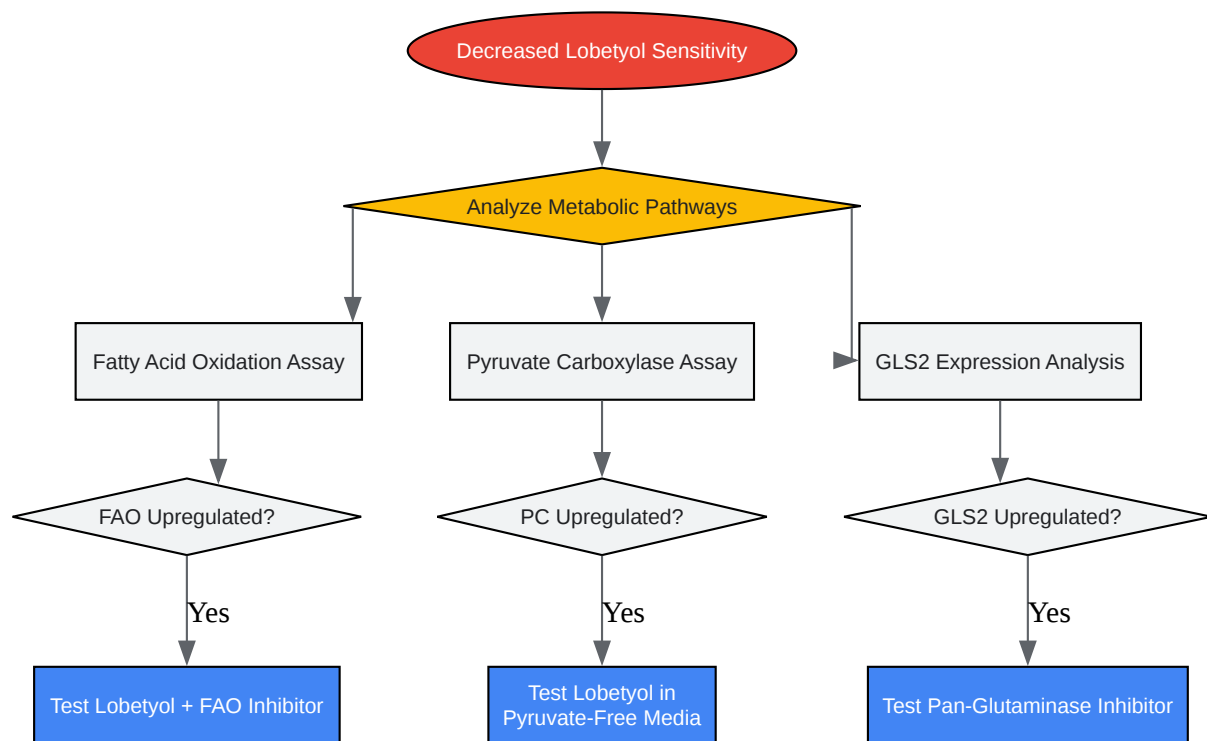 Decreased Lobetyol Sensitivity
Analyze Metabolic Pathways
Fatty Acid Oxidation Assay
Pyruvate Carboxylase Assay
GLS2 Expression Analysis
FAO Upregulated?
PC Upregulated?
GLS2 Upregulated?
Yes
Yes
Yes
Test Lobetyol + FAO Inhibitor
Test Lobetyol in
Pyruvate-Free Media
Test Pan-Glutaminase Inhibitor